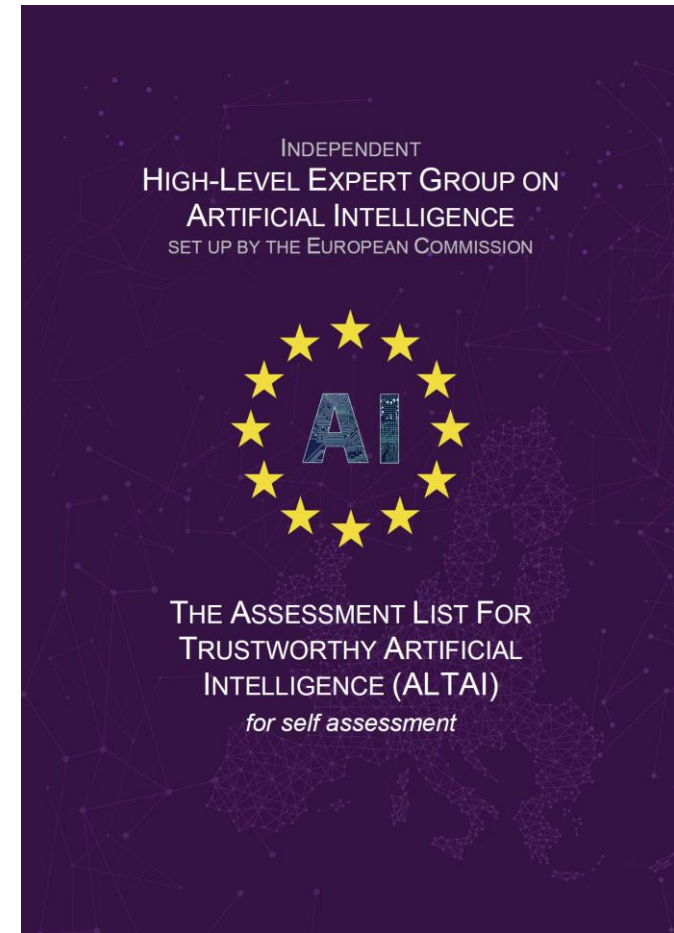 INDEPENDENT
HIGH-LEVEL EXPERT GROUP ON
ARTIFICIAL INTELLIGENCE
SET UP BY THE EUROPEAN COMMISSION
AI
THE ASSESSMENT LIST FOR
TRUSTWORTHY ARTIFICIAL
INTELLIGENCE (ALTAI)
for self assessment